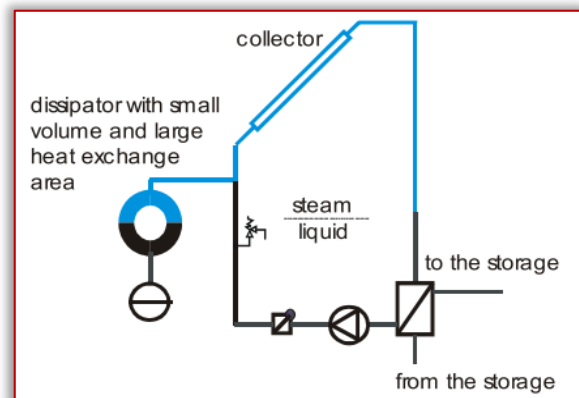 collector
dissipator with small
volume and large
heat exchange
area
steam
liquid
to the storage
from the storage